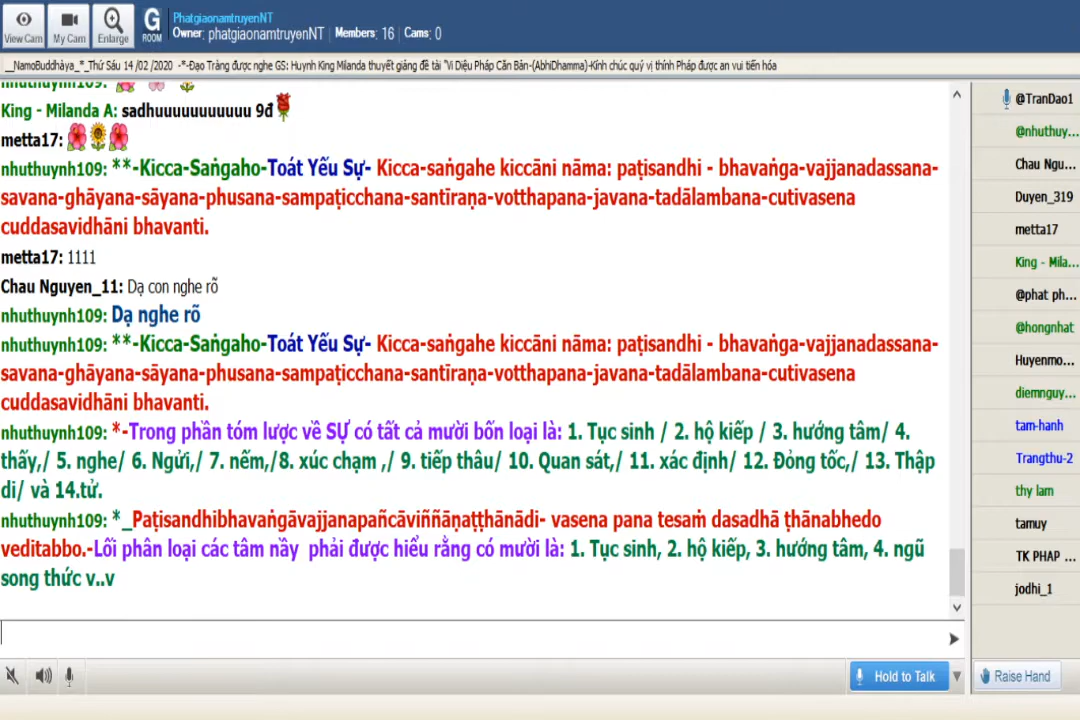 View Cam
My Cam
Enlarge
G
ROOM
PhatgiaonamtruyenNT
Owner: phatgiaonamtruyenNT | Members: 16 | Cams: 0
__NamoBuddhàya_*_Thứ Sáu 14 /02 /2020 -*-Đạo Tràng được nghe GS: Huynh King Milanda thuyết giảng đề tài "Vi Diệu Pháp Căn Bản-(AbhiDhamma)-Kính chúc quý vị thính Pháp được an vui tiến hóa
nhuthuynh109:
King - Milanda A: sadhuuuuuuuuuuu 9đ
metta17:
nhuthuynh109: **-Kicca-Saṅgaho-Toát Yếu Sự- Kicca-saṅgahe kiccāni nāma: paṭisandhi - bhavaṅga-vajjanadassana-
savana-ghāyana-sāyana-phusana-sampaṭicchana-santīraṇa-votthapana-javana-tadālambana-cutivasena
cuddasavidhāni bhavanti.
metta17: 1111
Chau Nguyen_11: Dạ con nghe rõ
nhuthuynh109: Dạ nghe rõ
nhuthuynh109: **-Kicca-Saṅgaho-Toát Yếu Sự- Kicca-saṅgahe kiccāni nāma: paṭisandhi - bhavaṅga-vajjanadassana-
savana-ghāyana-sāyana-phusana-sampaṭicchana-santīraṇa-votthapana-javana-tadālambana-cutivasena
cuddasavidhāni bhavanti.
nhuthuynh109: *-Trong phần tóm lược về SỰ có tất cả mười bốn loại là: 1. Tục sinh / 2. hộ kiếp / 3. hướng tâm/ 4.
thấy,/ 5. nghe/ 6. Ngửi,/ 7. nếm,/8. xúc chạm ,/ 9. tiếp thâu/ 10. Quan sát,/ 11. xác định/ 12. Đỏng tốc,/ 13. Thập
di/ và 14.tử.
nhuthuynh109: *_Paṭisandhibhavaṅgāvajjanapañcāviññāṇaṭṭhānādi- vasena pana tesaṁ dasadhā ṭhānabhedo
veditabbo.-Lối phân loại các tâm nầy phải được hiểu rằng có mười là: 1. Tục sinh, 2. hộ kiếp, 3. hướng tâm, 4. ngũ
song thức v..v
@TranDao1
@nhuthuy...
Chau Ngu...
Duyen_319
metta17
King - Mila...
@phat ph...
@hongnhat
Huyenmo...
diemnguy...
tam-hanh
Trangthu-2
thy lam
tamuy
TK PHAP ...
jodhi_1
Hold to Talk
Raise Hand